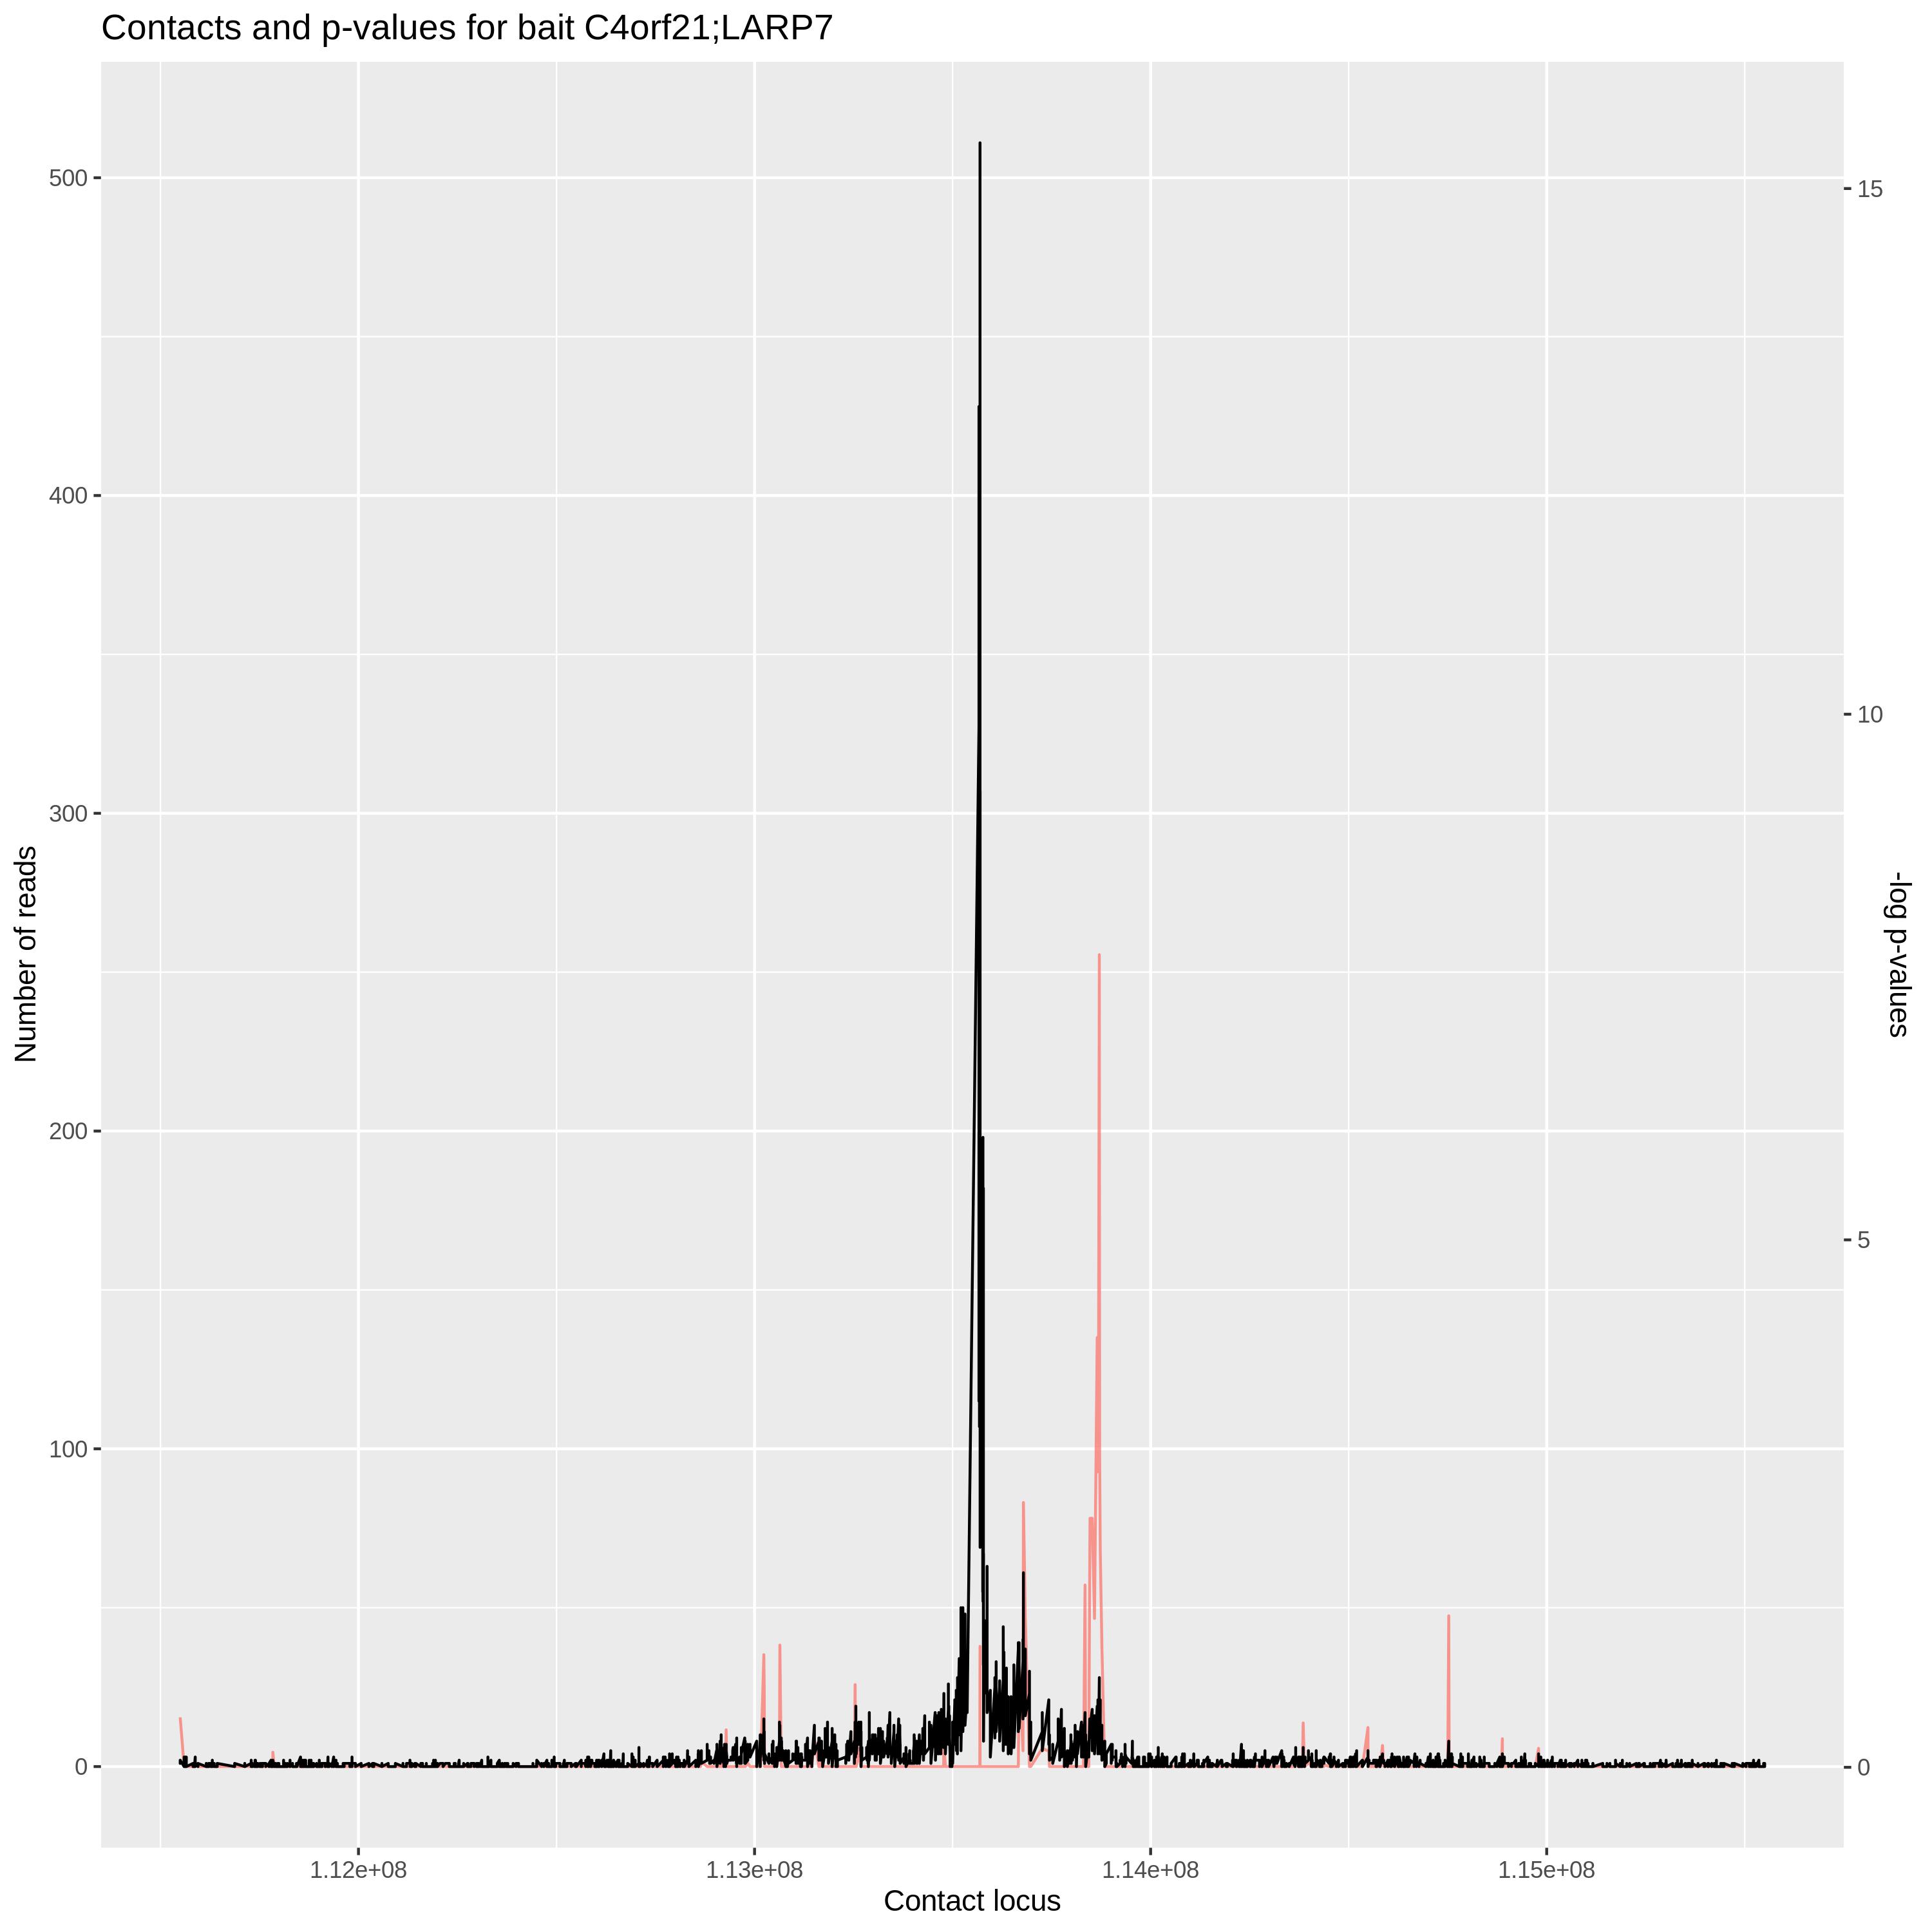 Contacts and p-values for bait C4orf21;LARP7
500
400
300
200
100
0
Number of reads
15
10
5
0
-log p-values
1.12e+08
1.13e+08
1.14e+08
1.15e+08
Contact locus